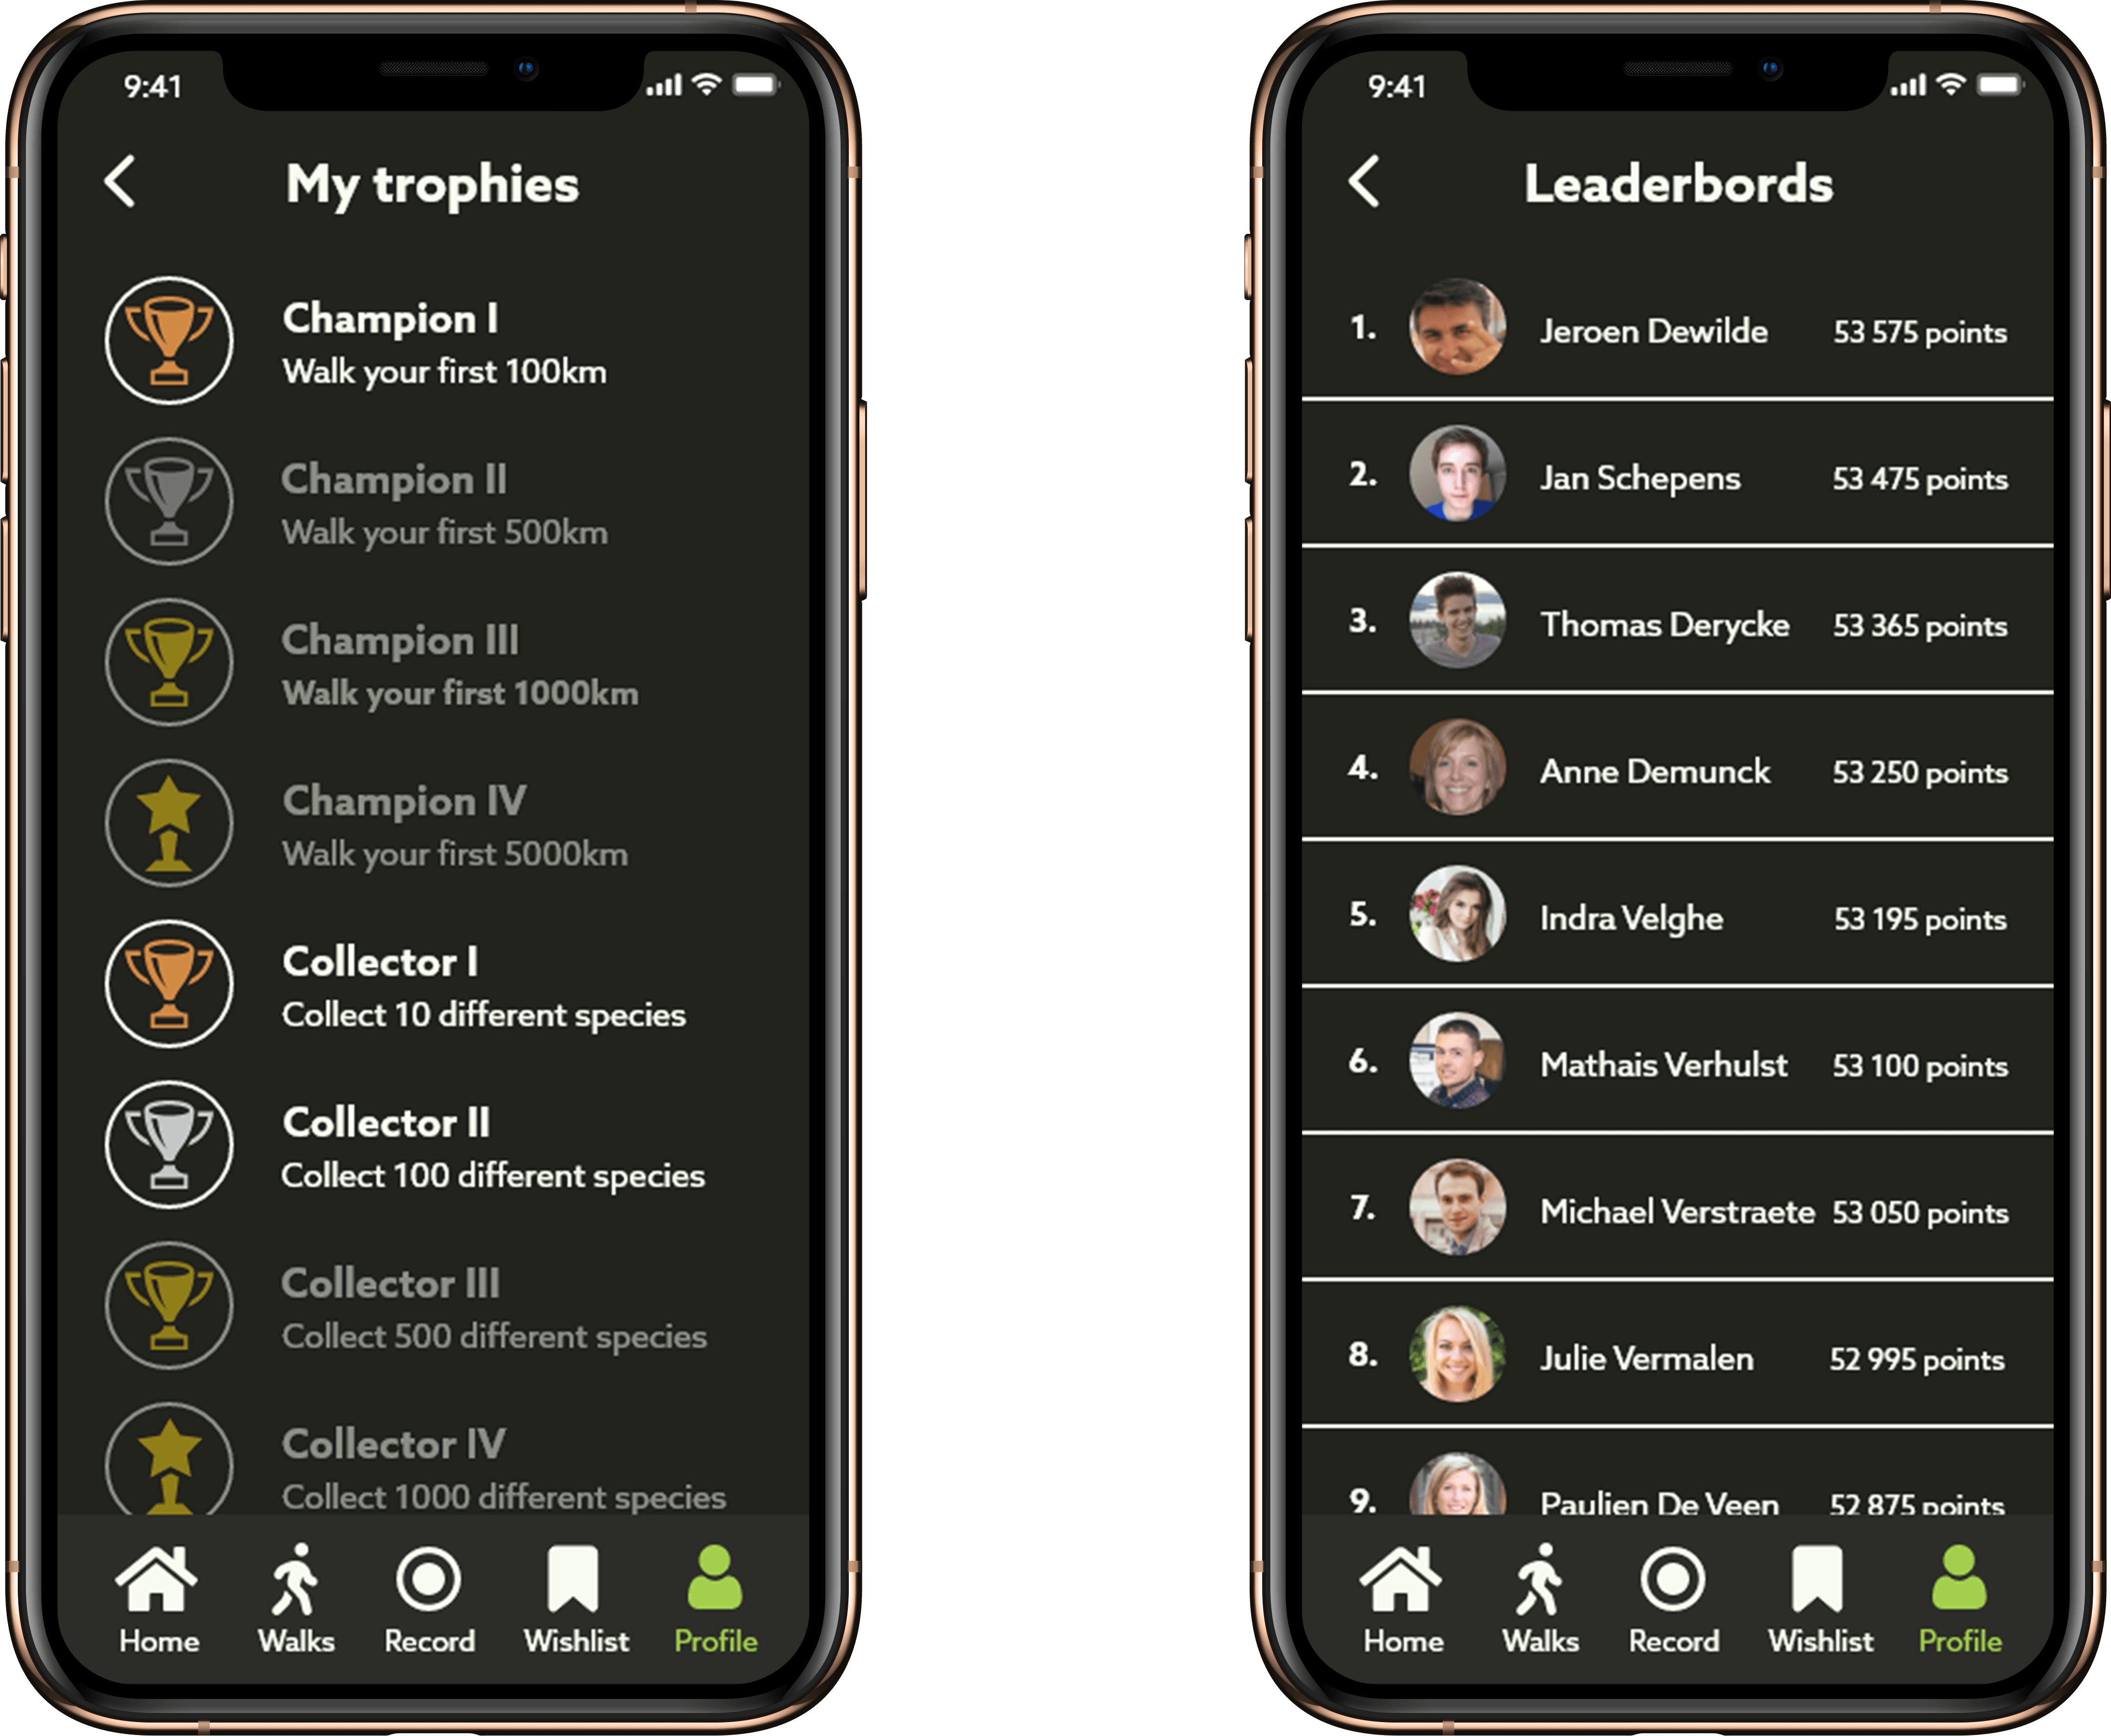 9:41
My trophies
Champion I
Walk your first 100km
Champion II
Walk your first 500km
Champion III
Walk your first 1000km
Champion IV
Walk your first 5000km
Collector I
Collect 10 different species
Collector II
Collect 100 different species
Collector III
Collect 500 different species
Collector IV
Collect 1000 different species
Home Walks Record Wishlist Profile
9:41
Leaderbords
1. Jeroen Dewilde 53 575 points
2. Jan Schepens 53 475 points
3. Thomas Derycke 53 365 points
4. Anne Demunck 53 250 points
5. Indra Velghe 53 195 points
6. Mathais Verhulst 53 100 points
7. Michael Verstraete 53 050 points
8. Julie Vermalen 52 995 points
9. Paulien De Veen 52 875 points
Home Walks Record Wishlist Profile